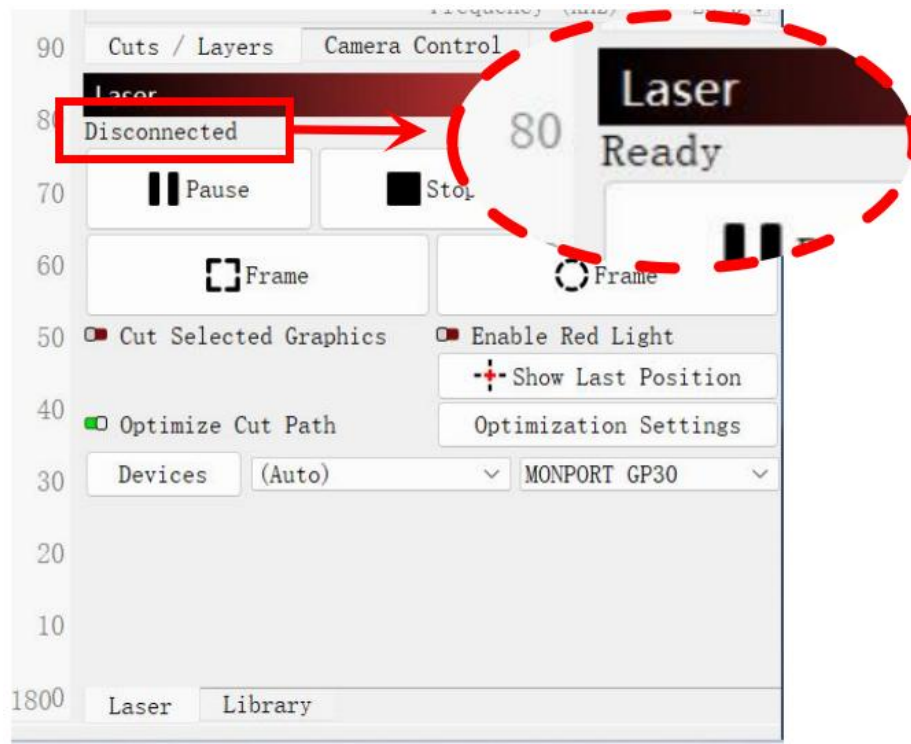 90 Cuts / Layers Camera Control
Laser
80 Disconnected
80
Laser
Ready
70 Pause
60 Frame Frame
50 Cut Selected Graphics Enable Red Light
Show Last Position
40 Optimize Cut Path Optimization Settings
30 Devices (Auto) MONPORT GP30
20
10
1800 Laser Library